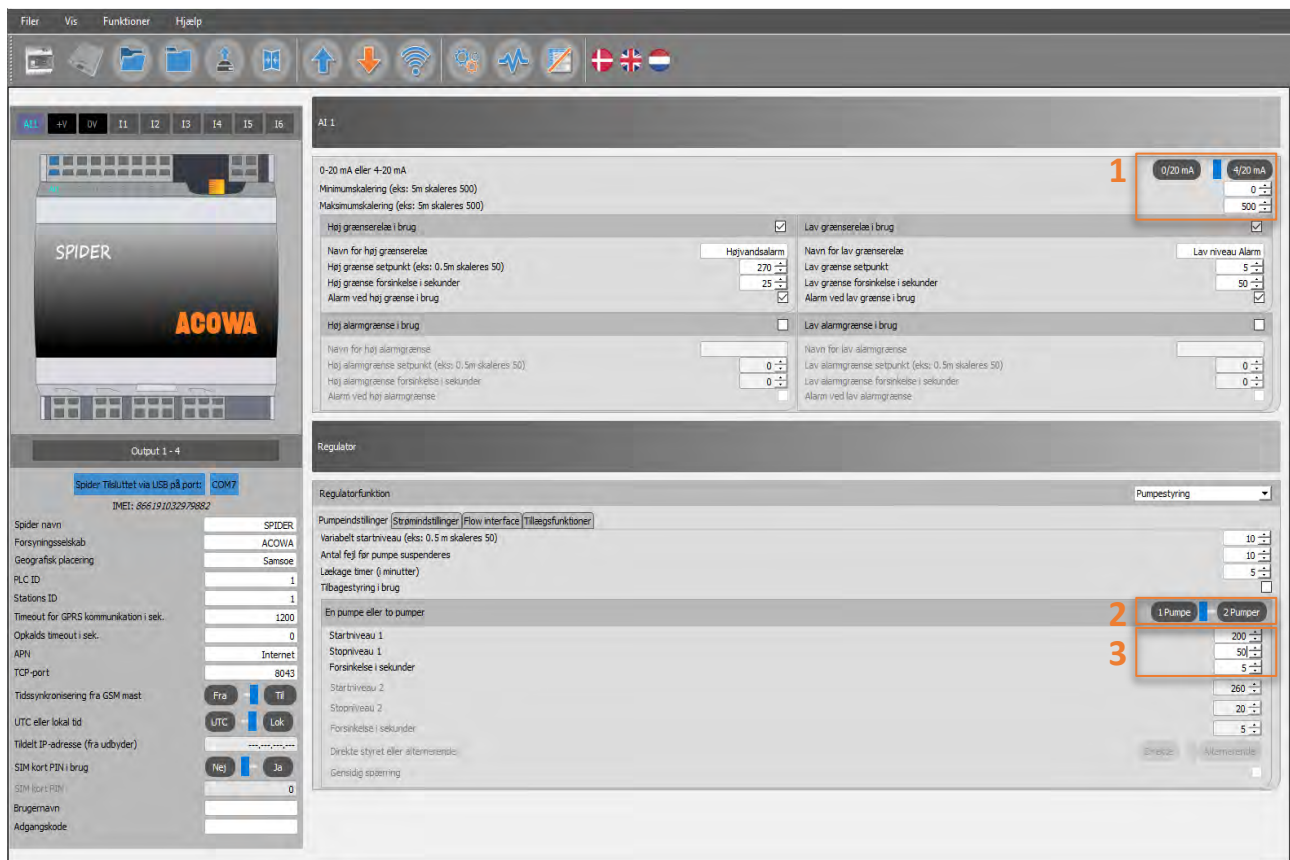 Filer Vis Funktioner Hjælp
AI1 +V 0V I1 I2 I3 I4 I5 I6
SPIDER
ACOWA
Output 1 - 4
Spider Tilsluttet via USB på port: COM7
IMEI: 866191032979882
Spider navn SPIDER
Forsyningsselskab ACOWA
Geografisk placering Samsoe
PLC ID 1
Stations ID 1
Timeout for GPRS kommunikation i sek. 1200
Opkalds timeout i sek. 0
APN Internet
TCP-port 8043
Tidssynkronisering fra GSM mast Fra Til
UTC eller lokal tid UTC Lok
Tildelt IP-adresse (fra udbyder) ---.---.---.---
SIM kort PIN i brug Nej Ja
SIM kort PIN 0
Brugernavn
Adgangskode
AI 1
0-20 mA eller 4-20 mA 1 0/20 mA 4/20 mA
Minimumskalering (eks: 5m skaleres 500) 0
Maksimumskalering (eks: 5m skaleres 500) 500
Høj grænserelæ i brug
Navn for høj grænserelæ Højvandsalarm
Høj grænse setpunkt (eks: 0.5m skaleres 50) 270
Høj grænse forsinkelse i sekunder 25
Alarm ved høj grænse i brug
Lav grænserelæ i brug
Navn for lav grænserelæ Lav niveau Alarm
Lav grænse setpunkt 5
Lav grænse forsinkelse i sekunder 50
Alarm ved lav grænse i brug
Høj alarmgrænse i brug
Navn for høj alarmgrænse
Høj alarmgrænse setpunkt (eks: 0.5m skaleres 50) 0
Høj alarmgrænse forsinkelse i sekunder 0
Alarm ved høj alarmgrænse
Lav alarmgrænse i brug
Navn for lav alarmgrænse
Lav alarmgrænse setpunkt (eks: 0.5m skaleres 50) 0
Lav alarmgrænse forsinkelse i sekunder 0
Alarm ved lav alarmgrænse
Regulator
Regulatorfunktion Pumpestyring
Pumpeindstilinger Strømindstillinger Flow interface Tillægsfunktioner
Variabelt startniveau (eks: 0.5 m skaleres 50) 10
Antal fejl før pumpe suspenderes 10
Lækage timer (i minutter) 5
Tilbagestyring i brug
En pumpe eller to pumper 2 1 Pumpe 2 Pumper
Startniveau 1 200
Stopniveau 1 3 50
Forsinkelse i sekunder 5
Startniveau 2 260
Stopniveau 2 20
Forsinkelse i sekunder 5
Direkte styret eller alternerende Direkte Alternerende
Gensidig spærring